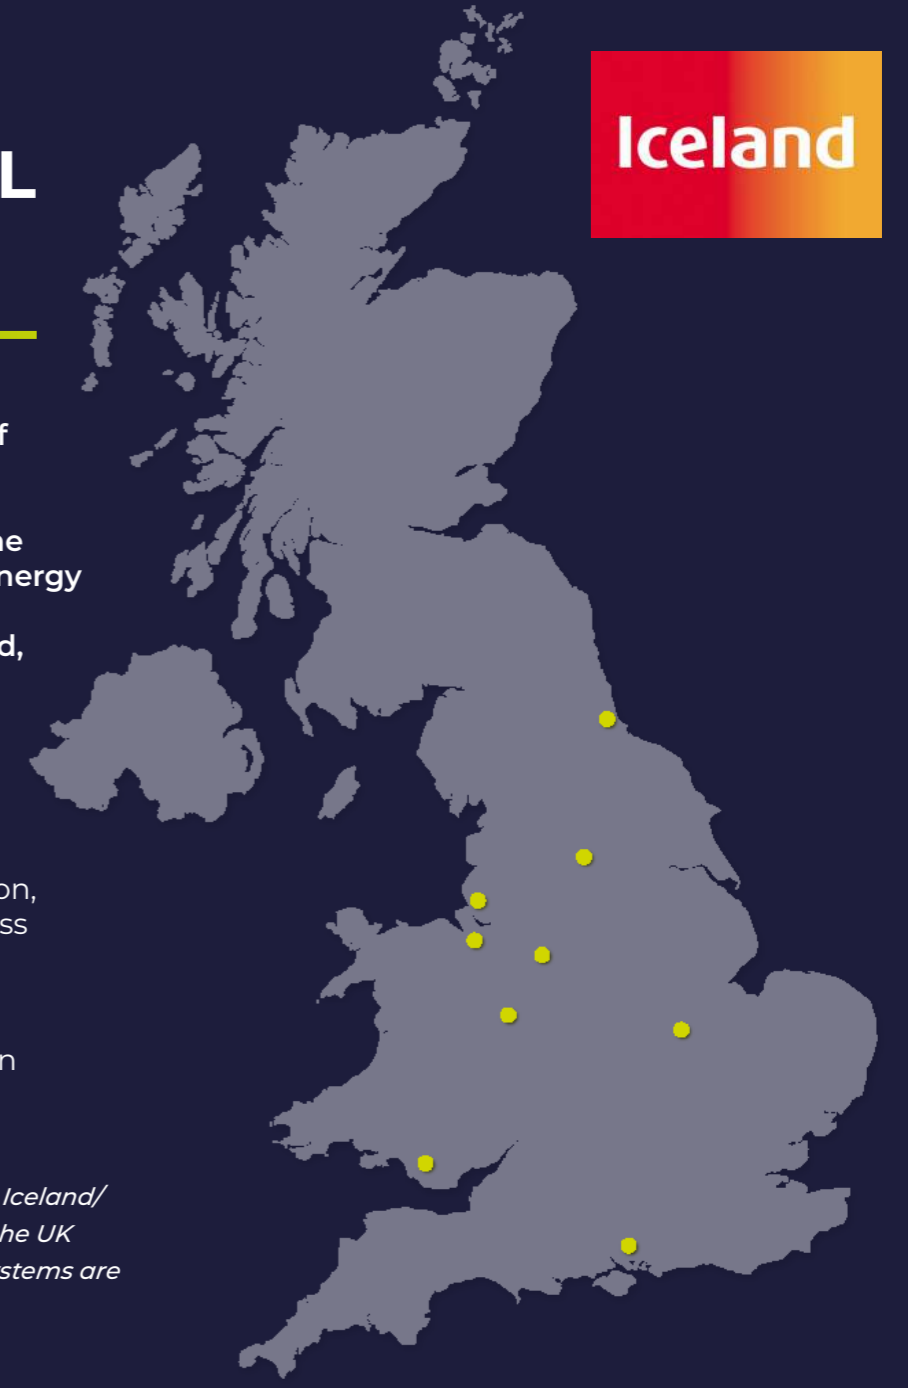 L
Iceland
f
ne
nergy
d,
on,
ss
n
Iceland/
he UK
stems are